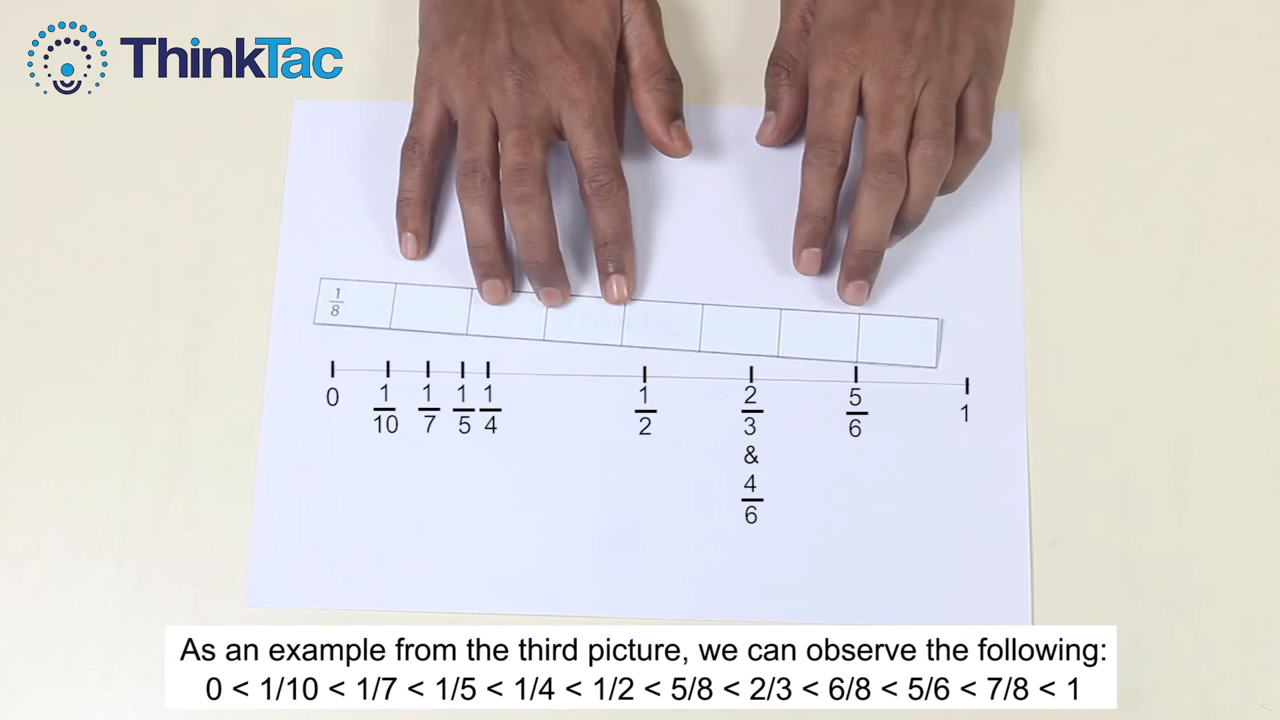 ThinkTac
1/8
0 1/10 1/7 1/5 1/4 1/2 2/3 & 4/6 5/6 1
As an example from the third picture, we can observe the following:
0 < 1/10 < 1/7 < 1/5 < 1/4 < 1/2 < 5/8 < 2/3 < 6/8 < 5/6 < 7/8 < 1